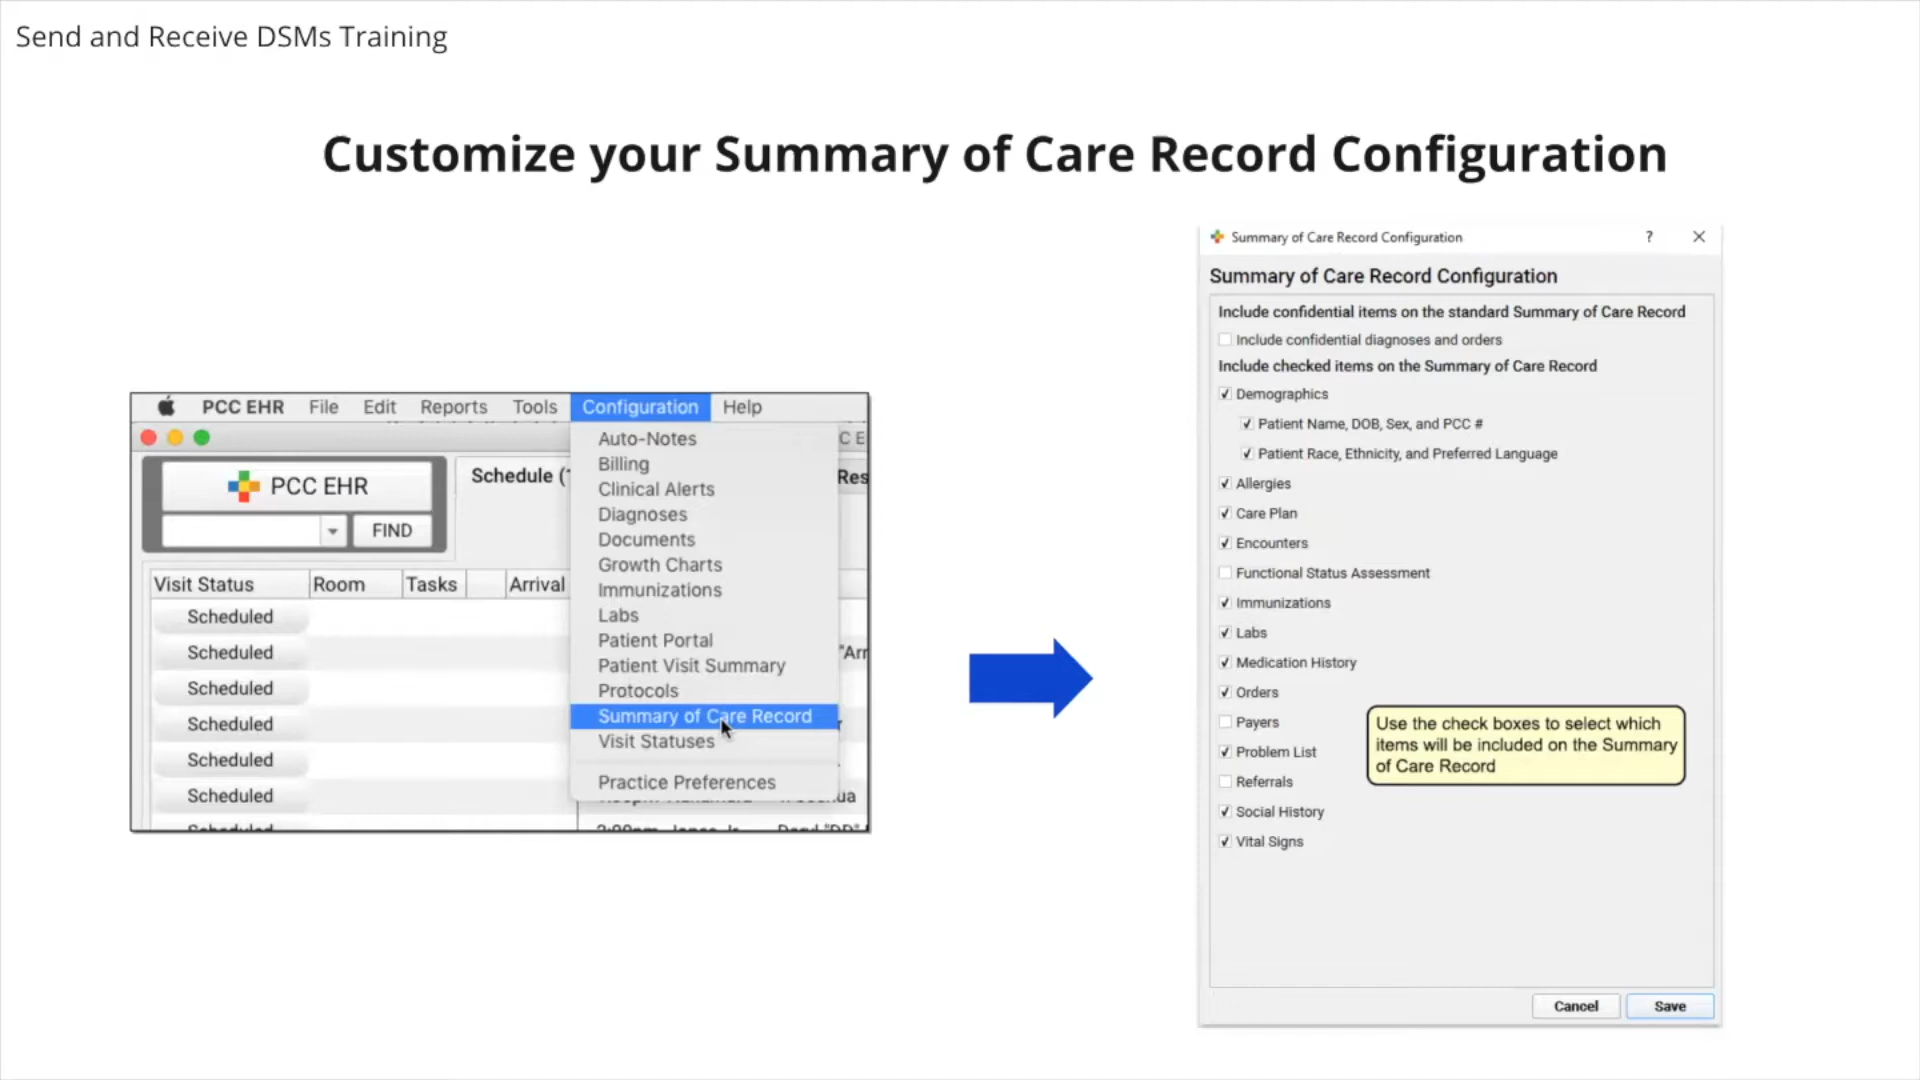 Send and Receive DSMs Training
Customize your Summary of Care Record Configuration
PCC EHR File Edit Reports Tools Configuration Help
Auto-Notes
Billing
Clinical Alerts
Diagnoses
Documents
Growth Charts
Immunizations
Labs
Patient Portal
Patient Visit Summary
Protocols
Summary of Care Record
Visit Statuses
Practice Preferences
C E
PCC EHR
FIND
Schedule (
Res
Visit Status Room Tasks Arrival
Scheduled
Scheduled
"Arr
Scheduled
Scheduled
Scheduled
Scheduled
Summary of Care Record Configuration ?
Summary of Care Record Configuration
Include confidential items on the standard Summary of Care Record
Include confidential diagnoses and orders
Include checked items on the Summary of Care Record
Demographics
Patient Name, DOB, Sex, and PCC #
Patient Race, Ethnicity, and Preferred Language
Allergies
Care Plan
Encounters
Functional Status Assessment
Immunizations
Labs
Medication History
Orders
Payers
Problem List
Referrals
Social History
Vital Signs
Use the check boxes to select which
items will be included on the Summary
of Care Record
Cancel Save